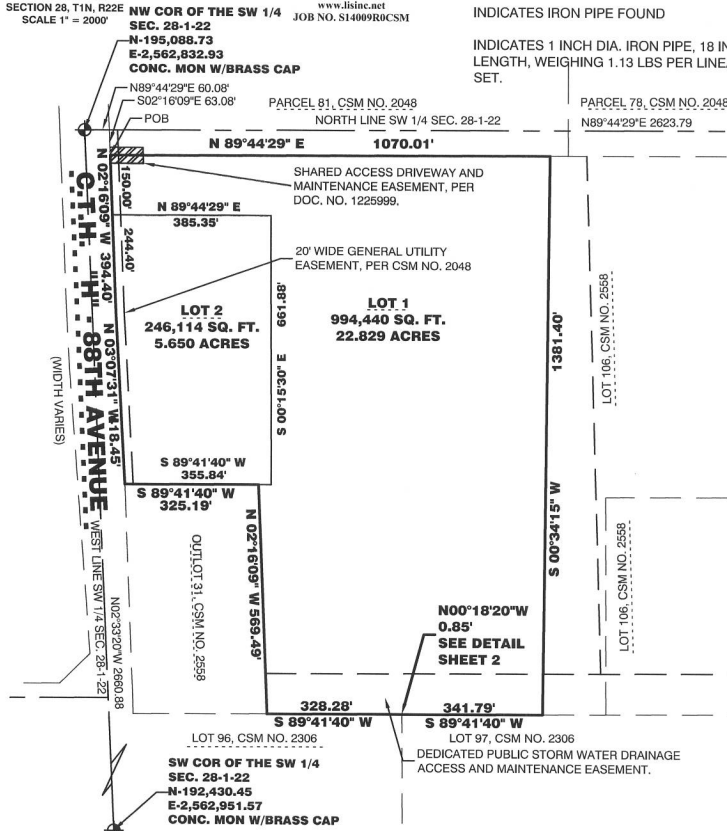 SECTION 28, T1N, R22E
SCALE 1" = 2000'
NW COR OF THE SW 1/4
SEC. 28-1-22
N-195,088.73
E-2,562,832.93
CONC. MON W/BRASS CAP
www.lisinc.net
JOB NO. S14009R0CSM
INDICATES IRON PIPE FOUND
INDICATES 1 INCH DIA. IRON PIPE, 18 IN
LENGTH, WEIGHING 1.13 LBS PER LINE
SET.
N89°44'29"E 60.08'
S02°16'09"E 63.08'
POB
PARCEL 81, CSM NO. 2048
NORTH LINE SW 1/4 SEC. 28-1-22
PARCEL 78, CSM NO. 2048
N89°44'29"E 2623.79
N 89°44'29" E 1070.01'
SHARED ACCESS DRIVEWAY AND
MAINTENANCE EASEMENT, PER
DOC. NO. 1225999.
N 02°16'09" W 394.40'
150.00'
244.40'
N 89°44'29" E
385.35'
20' WIDE GENERAL UTILITY
EASEMENT, PER CSM NO. 2048
C.T.H. "H" 88TH AVENUE
(WIDTH VARIES)
LOT 2
246,114 SQ. FT.
5.650 ACRES
S 00°15'30" E 661.88'
LOT 1
994,440 SQ. FT.
22.829 ACRES
1381.40'
S 00°34'15" W
LOT 106, CSM NO. 2558
N 03°07'31" W 418.45'
S 89°41'40" W
355.84'
S 89°41'40" W
325.19'
WEST LINE SW 1/4 SEC. 28-1-22
N02°33'20"W 2660.88
OUTLOT 31, CSM NO. 2558
N 02°16'09" W 569.49'
LOT 106, CSM NO. 2558
N00°18'20"W
0.85'
SEE DETAIL
SHEET 2
328.28'
S 89°41'40" W
341.79'
S 89°41'40" W
LOT 96, CSM NO. 2306
LOT 97, CSM NO. 2306
DEDICATED PUBLIC STORM WATER DRAINAGE
ACCESS AND MAINTENANCE EASEMENT.
SW COR OF THE SW 1/4
SEC. 28-1-22
N-192,430.45
E-2,562,951.57
CONC. MON W/BRASS CAP